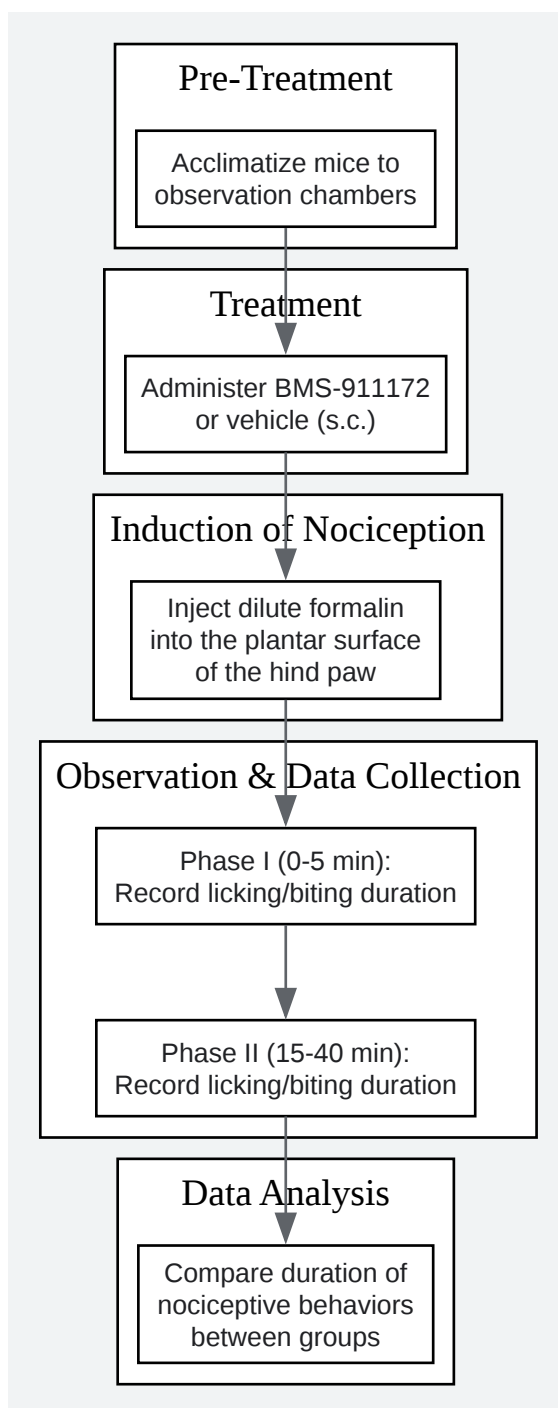 Pre-Treatment
Acclimatize mice to
observation chambers
Treatment
Administer BMS-911172
or vehicle (s.c.)
Induction of Nociception
Inject dilute formalin
into the plantar surface
of the hind paw
Observation & Data Collection
Phase I (0-5 min):
Record licking/biting duration
Phase II (15-40 min):
Record licking/biting duration
Data Analysis
Compare duration of
nociceptive behaviors
between groups